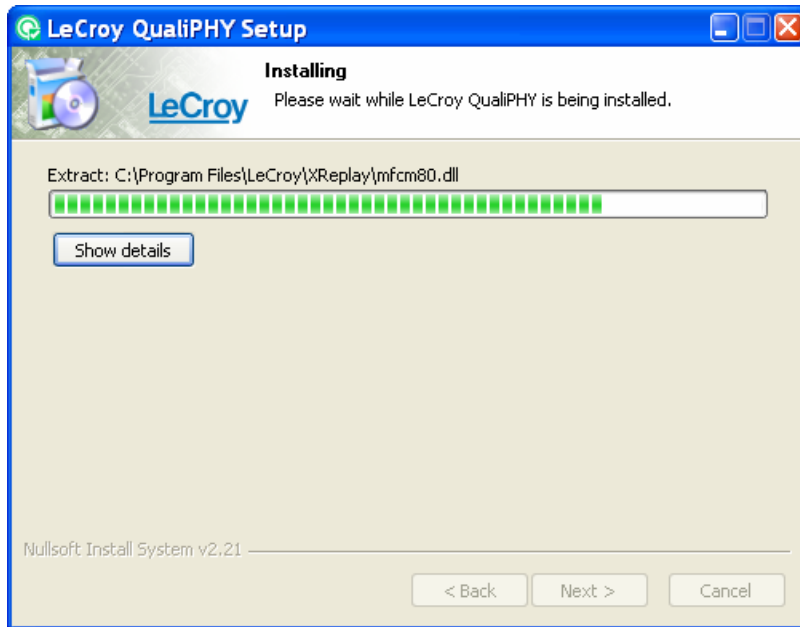 LeCroy QualiPHY Setup
Installing
Please wait while LeCroy QualiPHY is being installed.
LeCroy
Extract: C:\Program Files\LeCroy\XReplay\mfcm80.dll
Show details
Nullsoft Install System v2.21
< Back
Next >
Cancel